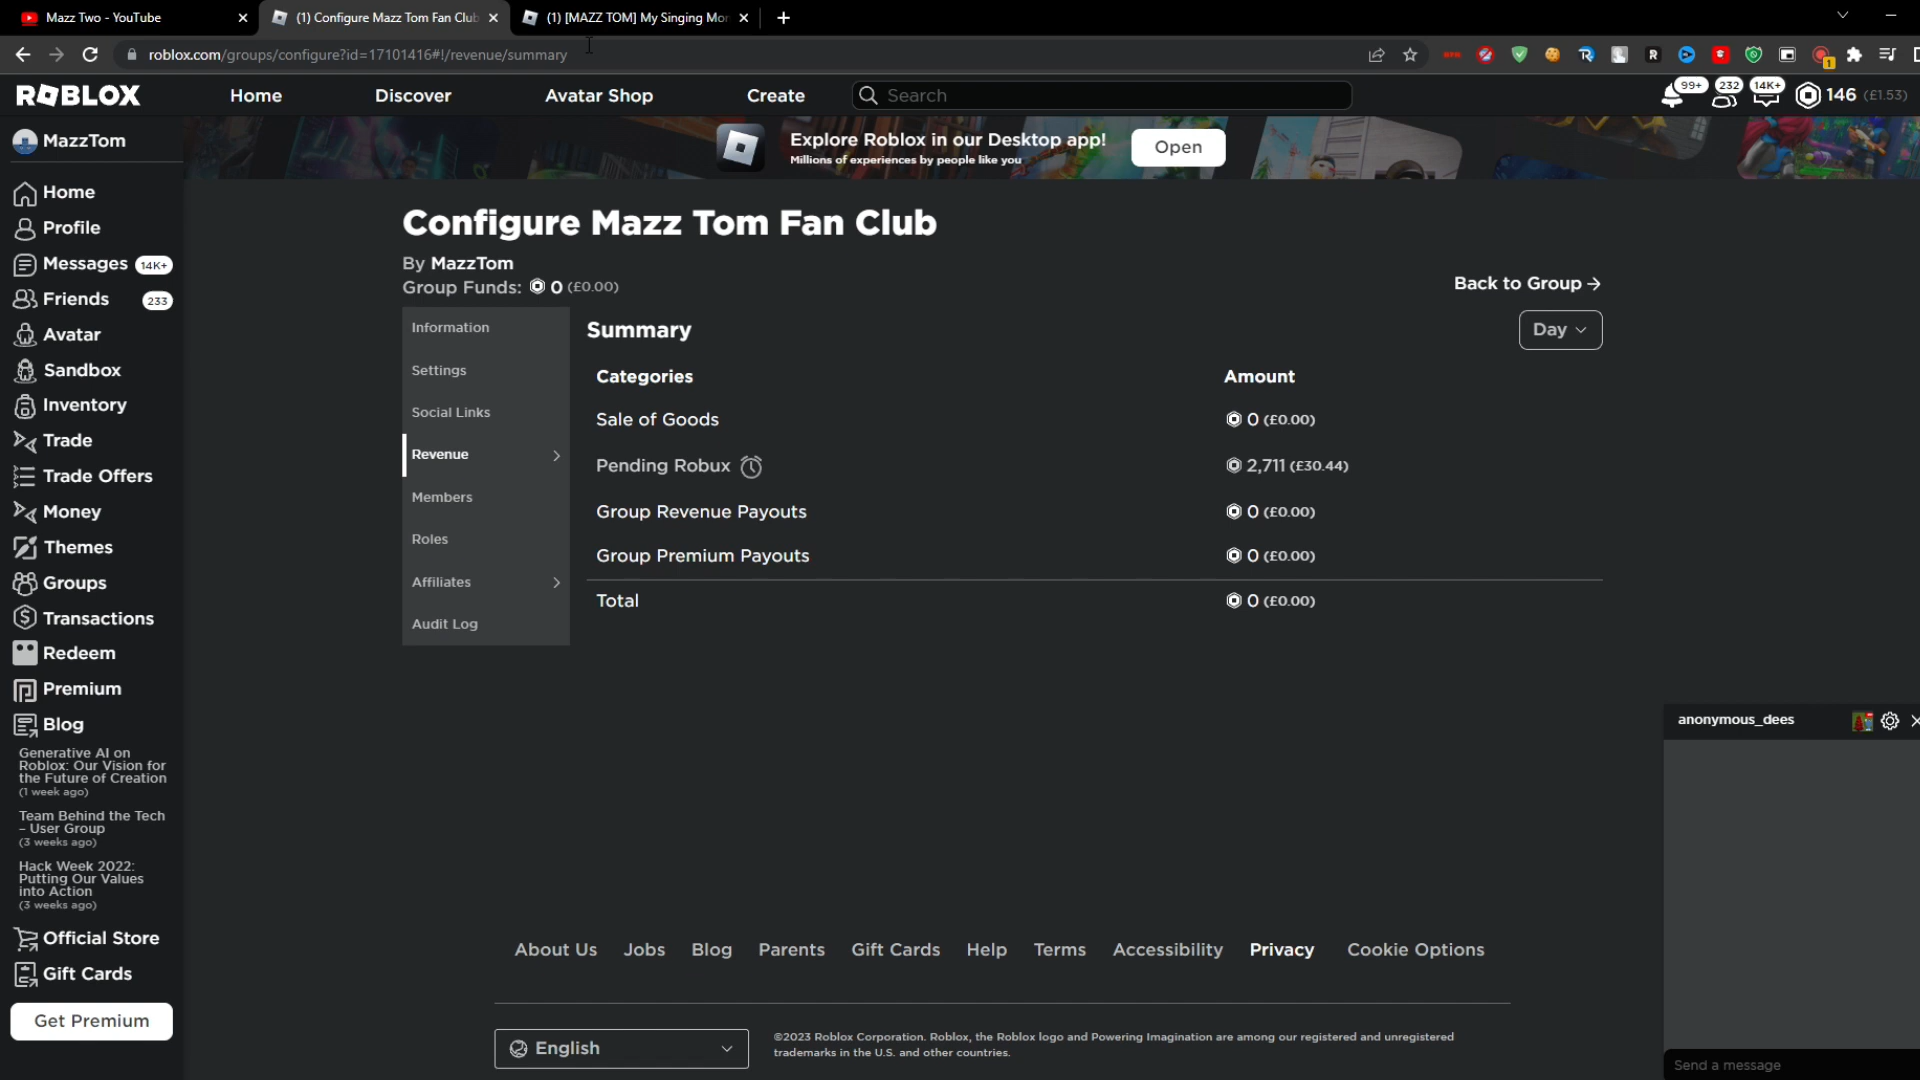 Mazz Two - YouTube
(1) Configure Mazz Tom Fan Club
(1) [MAZZ TOM] My Singing Mon
roblox.com/groups/configure?id=17101416#!/revenue/summary
1
ROBLOX
Home
Discover
Avatar Shop
Create
Search
99+
232
14K+
146 (£1.53)
MazzTom
Explore Roblox in our Desktop app!
Millions of experiences by people like you
Open
Home
Profile
Messages 14K+
Friends 233
Avatar
Sandbox
Inventory
Trade
Trade Offers
Money
Themes
Groups
Transactions
Redeem
Premium
Blog
Generative AI on
Roblox: Our Vision for
the Future of Creation
(1 week ago)
Team Behind the Tech
– User Group
(3 weeks ago)
Hack Week 2022:
Putting Our Values
into Action
(3 weeks ago)
Official Store
Gift Cards
Get Premium
Configure Mazz Tom Fan Club
By MazzTom
Group Funds: 0 (£0.00)
Back to Group →
Information
Settings
Social Links
Revenue
Members
Roles
Affiliates
Audit Log
Summary
Day
Categories Amount
Sale of Goods 0 (£0.00)
Pending Robux 2,711 (£30.44)
Group Revenue Payouts 0 (£0.00)
Group Premium Payouts 0 (£0.00)
Total 0 (£0.00)
anonymous_dees
Send a message
About Us Jobs Blog Parents Gift Cards Help Terms Accessibility Privacy Cookie Options
English
©2023 Roblox Corporation. Roblox, the Roblox logo and Powering Imagination are among our registered and unregistered
trademarks in the U.S. and other countries.